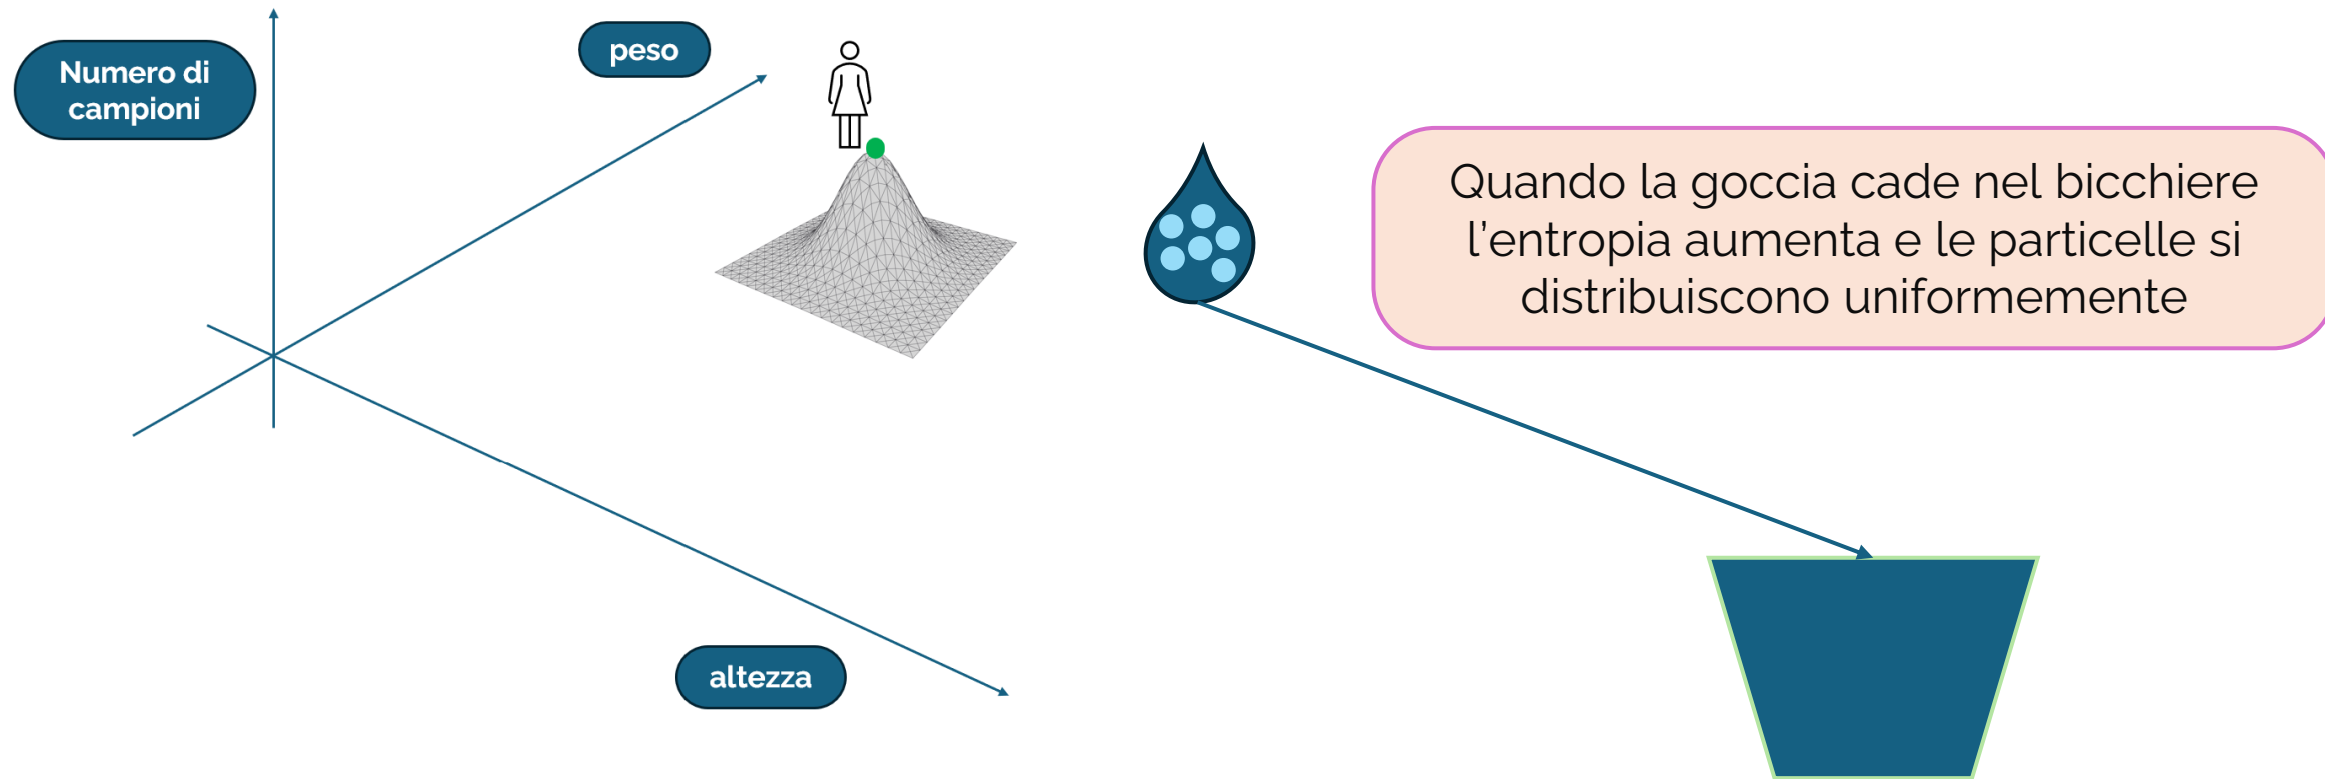 Numero di
campioni
peso
altezza
Quando la goccia cade nel bicchiere
l'entropia aumenta e le particelle si
distribuiscono uniformemente